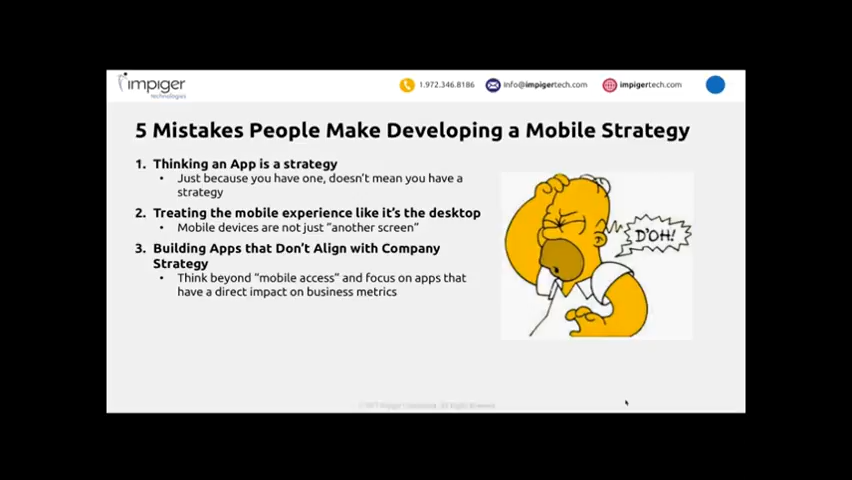 impiger
technologies
1.972.346.8186
info@impigertech.com
impigertech.com
5 Mistakes People Make Developing a Mobile Strategy
1. Thinking an App is a strategy
• Just because you have one, doesn't mean you have a
strategy
2. Treating the mobile experience like it's the desktop
• Mobile devices are not just "another screen"
3. Building Apps that Don't Align with Company
Strategy
• Think beyond "mobile access" and focus on apps that
have a direct impact on business metrics
D'OH!
All Rights Reserved